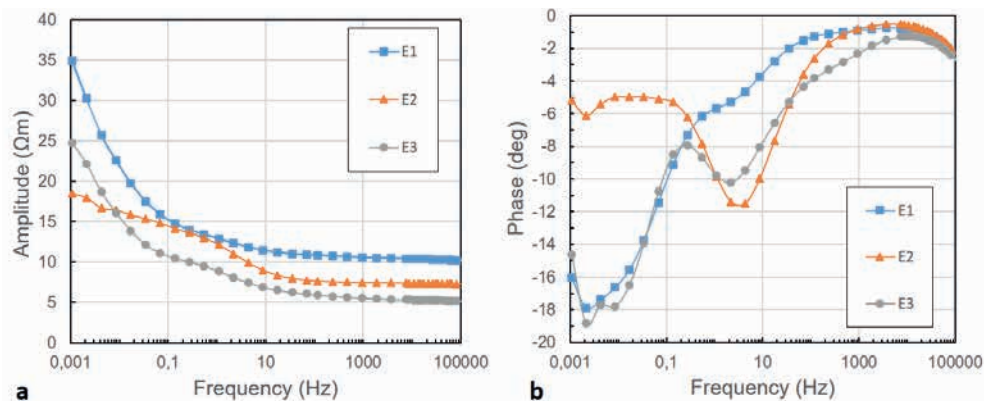 40
35
30
25
20
15
10
5
0
Amplitude (Ωm)
E1
E2
E3
0,001
0,1
10
1000
100000
Frequency (Hz)
a
0
-2
-4
-6
-8
-10
-12
-14
-16
-18
-20
Phase (deg)
E1
E2
E3
0,001
0,1
10
1000
100000
Frequency (Hz)
b